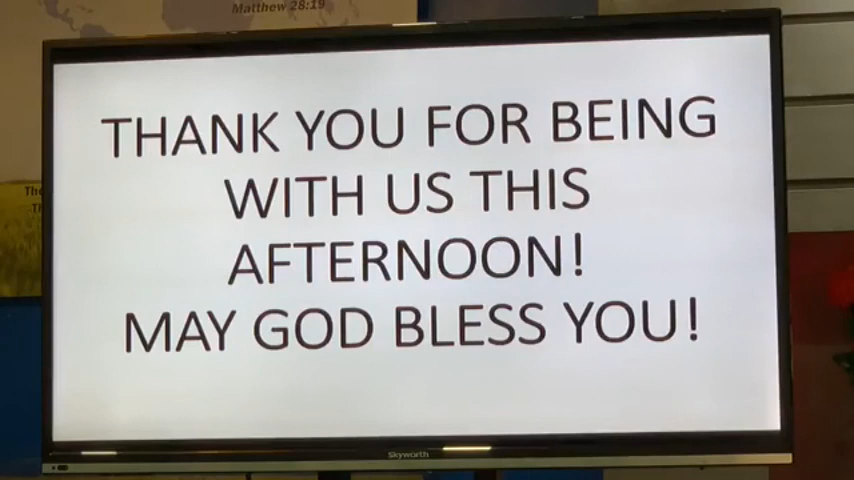 Matthew 28:19
THANK YOU FOR BEING
WITH US THIS
AFTERNOON!
MAY GOD BLESS YOU!
Skyworth